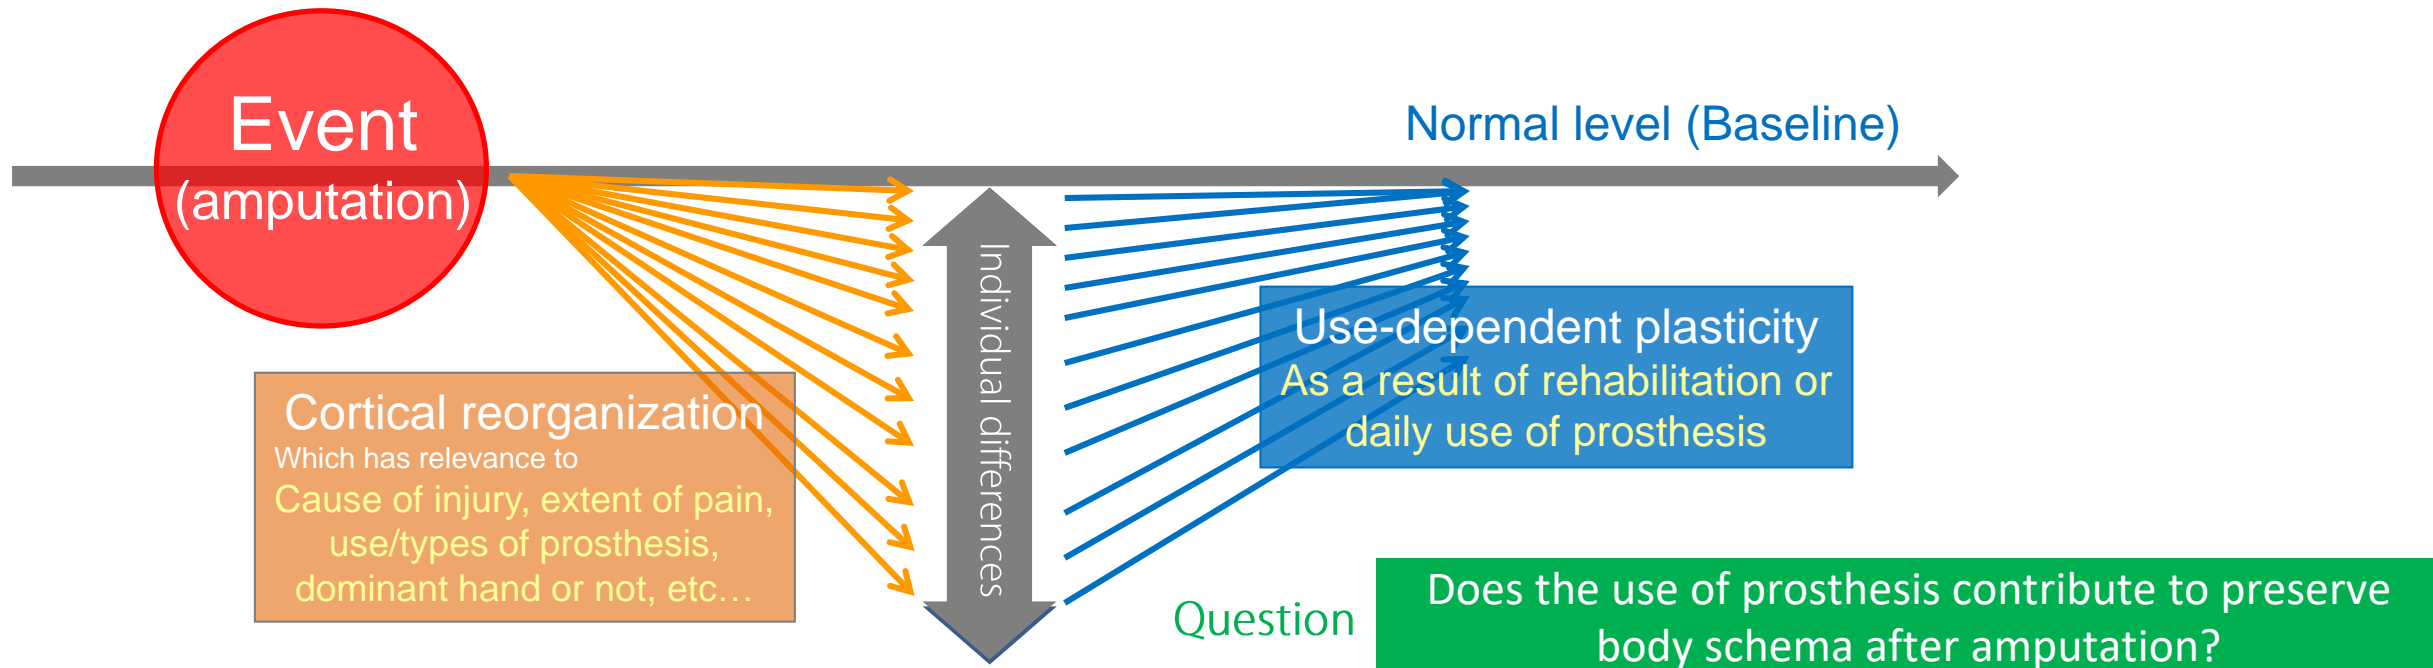 Event
(amputation)
Normal level (Baseline)
Individual differences
Cortical reorganization
Which has relevance to
Cause of injury, extent of pain,
use/types of prosthesis,
dominant hand or not, etc…
Use-dependent plasticity
As a result of rehabilitation or
daily use of prosthesis
Question
Does the use of prosthesis contribute to preserve
body schema after amputation?